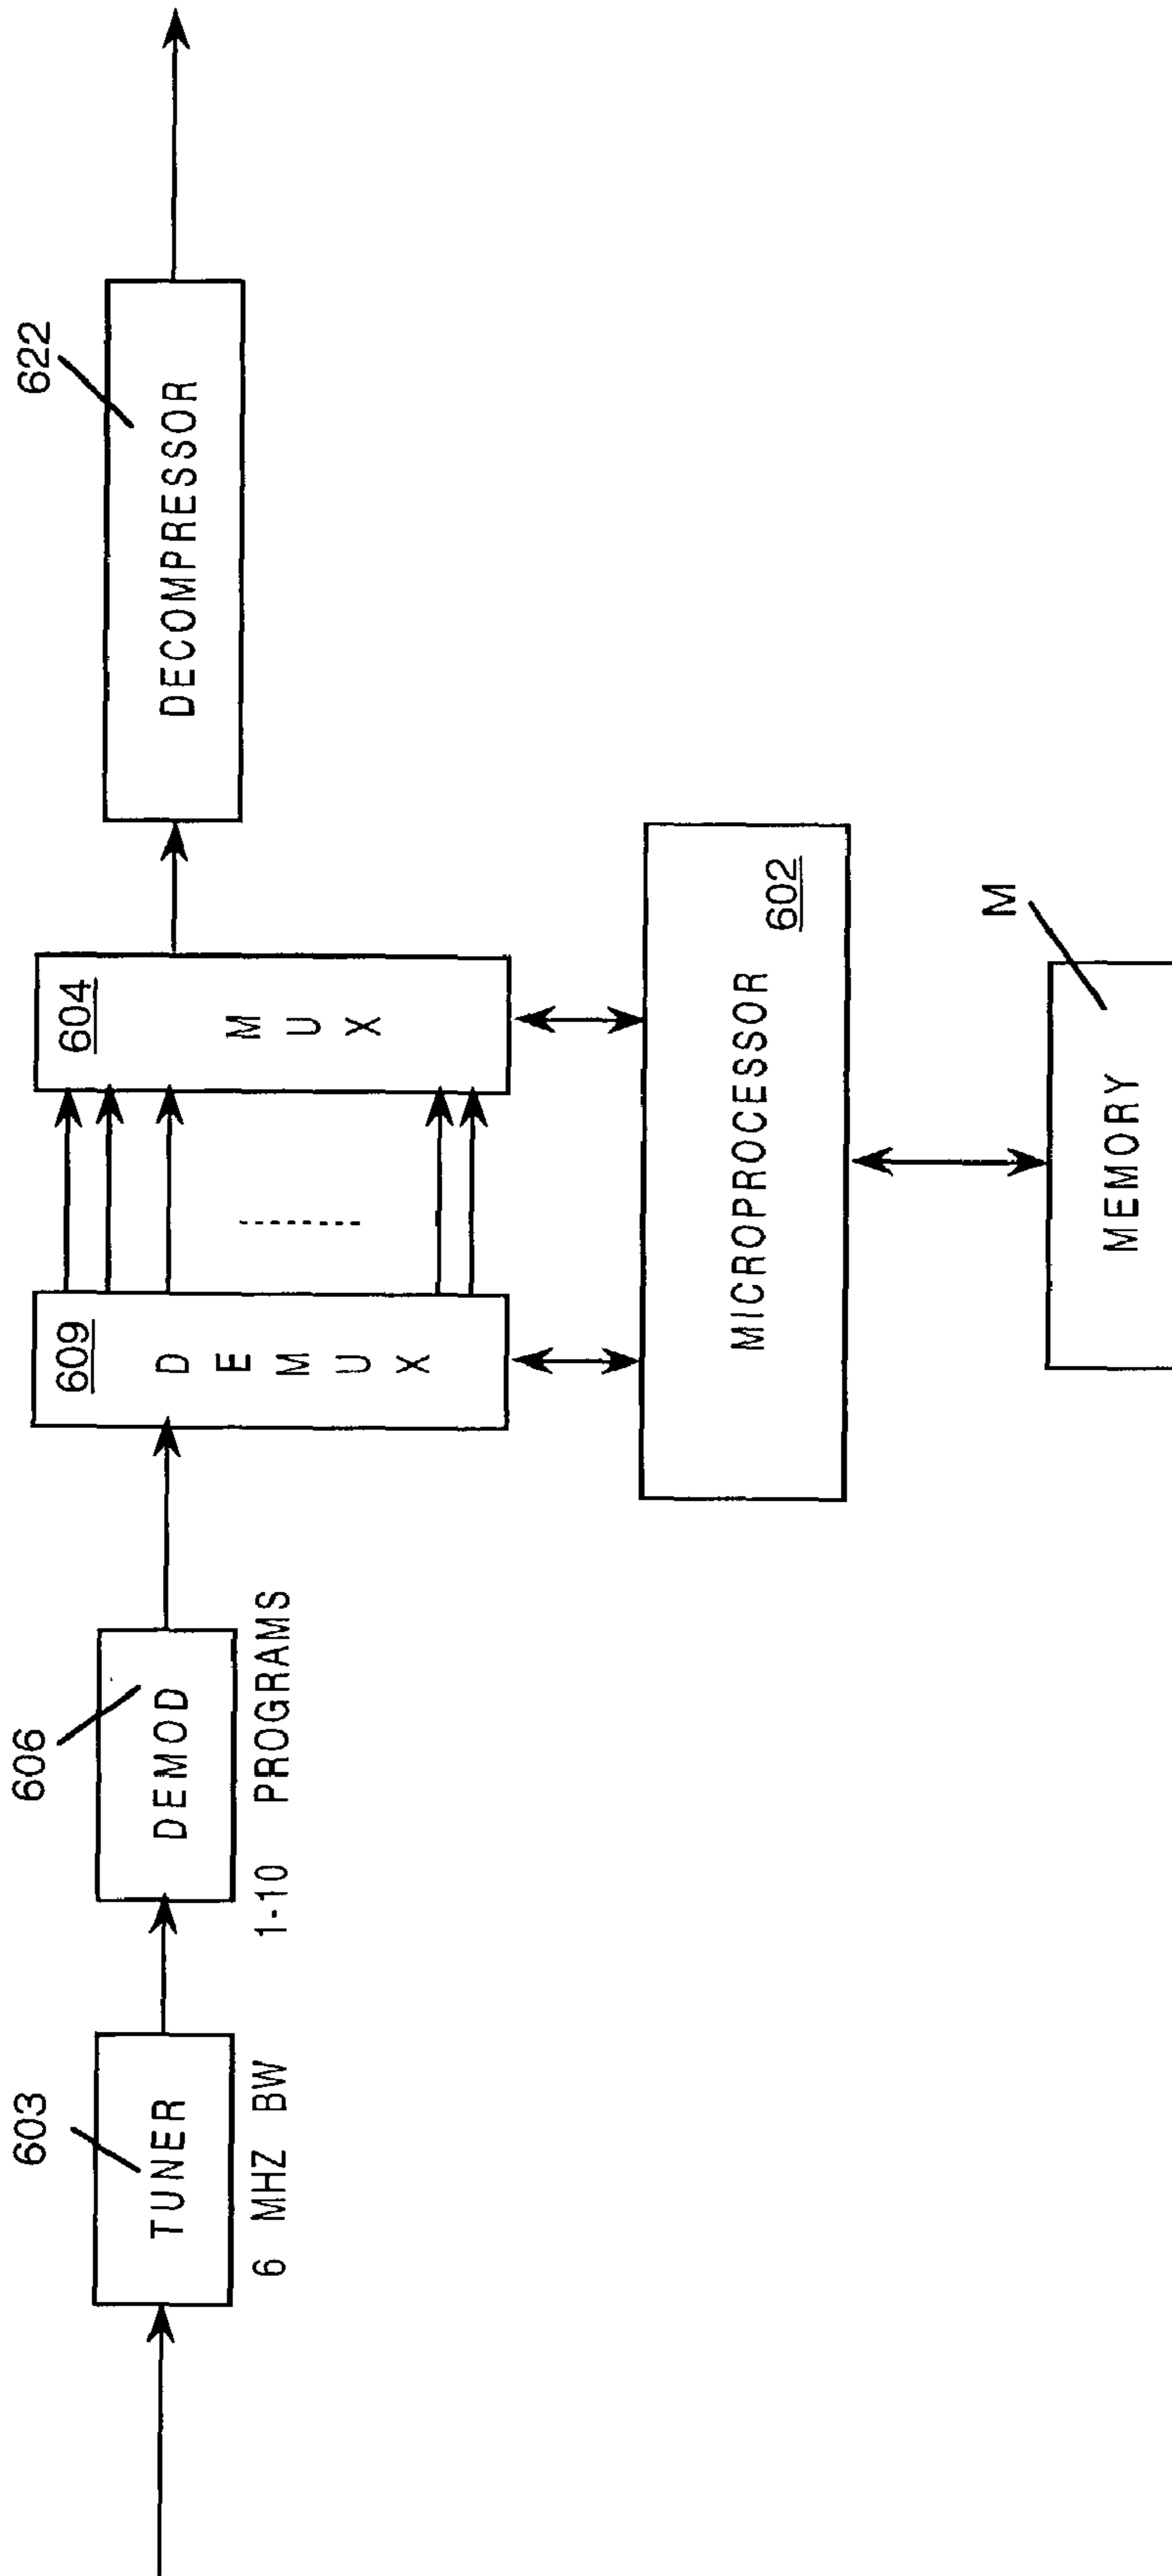 603
TUNER
6 MHZ BW
606
DEMOD
1-10 PROGRAMS
609
DEMUX
604
MUX
622
DECOMPRESSOR
MICROPROCESSOR
602
M
MEMORY